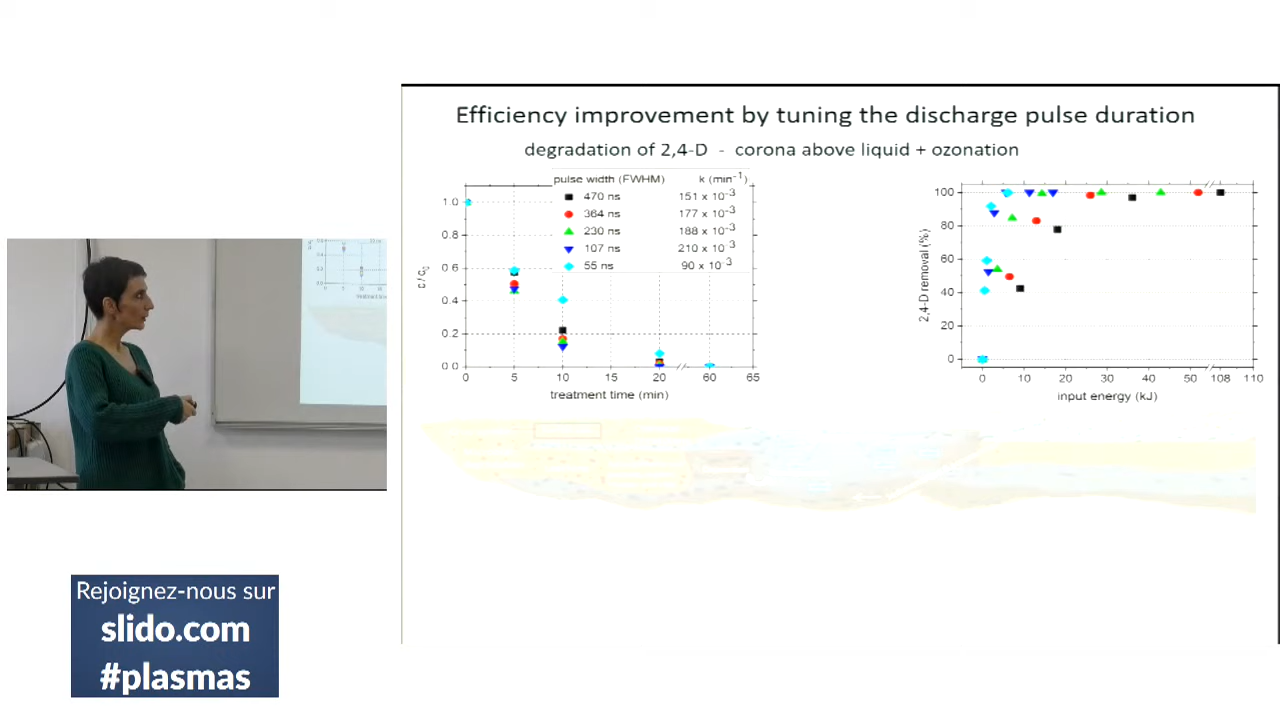 Efficiency improvement by tuning the discharge pulse duration
degradation of 2,4-D - corona above liquid + ozonation
pulse width (FWHM) k (min⁻¹)
470 ns 151 x 10⁻³
364 ns 177 x 10⁻³
230 ns 188 x 10⁻³
107 ns 210 x 10⁻³
55 ns 90 x 10⁻³
c / c₀
1.0
0.8
0.6
0.4
0.2
0.0
0 5 10 15 20 60 65
treatment time (min)
2,4-D removal (%)
100
80
60
40
20
0
0 10 20 30 40 50 108 110
input energy (kJ)
Rejoignez-nous sur
slido.com
#plasmas